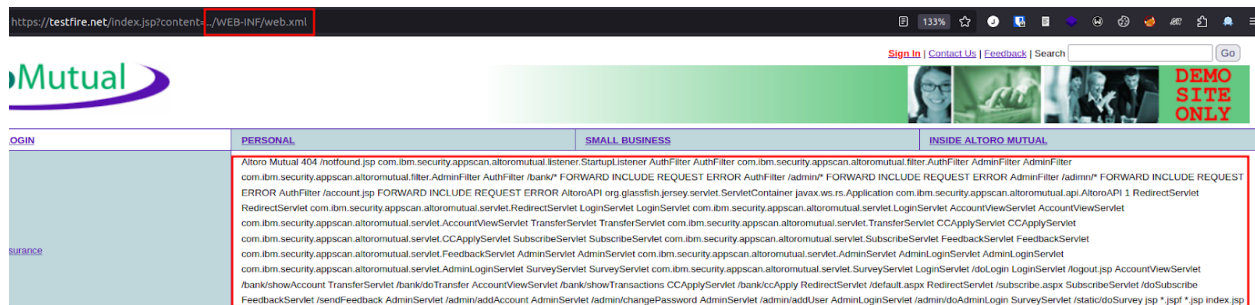 https://testfire.net/index.jsp?content=../WEB-INF/web.xml
133%
Sign In | Contact Us | Feedback | Search
Go
Mutual
DEMO
SITE
ONLY
LOGIN
PERSONAL
SMALL BUSINESS
INSIDE ALTORO MUTUAL
Altoro Mutual 404 /notfound.jsp com.ibm.security.appscan.altoromutual.listener.StartupListener AuthFilter AuthFilter com.ibm.security.appscan.altoromutual.filter.AuthFilter AdminFilter AdminFilter
com.ibm.security.appscan.altoromutual.filter.AdminFilter AuthFilter /bank/* FORWARD INCLUDE REQUEST ERROR AuthFilter /admin/* FORWARD INCLUDE REQUEST ERROR AdminFilter /admn/* FORWARD INCLUDE REQUEST
ERROR AuthFilter /account.jsp FORWARD INCLUDE REQUEST ERROR AltoroAPI org.glassfish.jersey.servlet.ServletContainer javax.ws.rs.Application com.ibm.security.appscan.altoromutual.api.AltoroAPI 1 RedirectServlet
RedirectServlet com.ibm.security.appscan.altoromutual.servlet.RedirectServlet LoginServlet LoginServlet com.ibm.security.appscan.altoromutual.servlet.LoginServlet AccountViewServlet AccountViewServlet
com.ibm.security.appscan.altoromutual.servlet.AccountViewServlet TransferServlet TransferServlet com.ibm.security.appscan.altoromutual.servlet.TransferServlet CCApplyServlet CCApplyServlet
com.ibm.security.appscan.altoromutual.servlet.CCApplyServlet SubscribeServlet SubscribeServlet com.ibm.security.appscan.altoromutual.servlet.SubscribeServlet FeedbackServlet FeedbackServlet
surance
com.ibm.security.appscan.altoromutual.servlet.FeedbackServlet AdminServlet AdminServlet com.ibm.security.appscan.altoromutual.servlet.AdminServlet AdminLoginServlet AdminLoginServlet
com.ibm.security.appscan.altoromutual.servlet.AdminLoginServlet SurveyServlet SurveyServlet com.ibm.security.appscan.altoromutual.servlet.SurveyServlet LoginServlet /doLogin LoginServlet /logout.jsp AccountViewServlet
/bank/showAccount TransferServlet /bank/doTransfer AccountViewServlet /bank/showTransactions CCApplyServlet /bank/ccApply RedirectServlet /default.aspx RedirectServlet /subscribe.aspx SubscribeServlet /doSubscribe
FeedbackServlet /sendFeedback AdminServlet /admin/addAccount AdminServlet /admin/changePassword AdminServlet /admin/addUser AdminLoginServlet /admin/doAdminLogin SurveyServlet /static/doSurvey jsp *.jspf *.jsp index.jsp